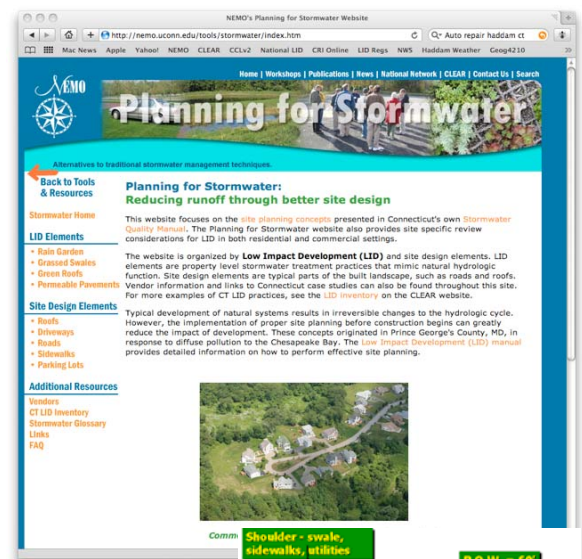 NEMO's Planning for Stormwater Website
http://nemo.uconn.edu/tools/stormwater/index.htm
Q- Auto repair haddam ct
Mac News Apple Yahoo! NEMO CLEAR CCLv2 National LID CRI Online LID Regs NWS Haddam Weather Geog4210
Home | Workshops | Publications | News | National Network | CLEAR | Contact Us | Search
NEMO
Planning for Stormwater
Alternatives to traditional stormwater management techniques.
Back to Tools
& Resources
Stormwater Home
LID Elements
• Rain Garden
• Grassed Swales
• Green Roofs
• Permeable Pavements
Site Design Elements
• Roofs
• Driveways
• Roads
• Sidewalks
• Parking Lots
Additional Resources
Vendors
CT LID Inventory
Stormwater Glossary
Links
FAQ
Planning for Stormwater:
Reducing runoff through better site design
This website focuses on the site planning concepts presented in Connecticut's own Stormwater
Quality Manual. The Planning for Stormwater website also provides site specific review
considerations for LID in both residential and commercial settings.
The website is organized by Low Impact Development (LID) and site design elements. LID
elements are property level stormwater treatment practices that mimic natural hydrologic
function. Site design elements are typical parts of the built landscape, such as roads and roofs.
Vendor information and links to Connecticut case studies can also be found throughout this site.
For more examples of CT LID practices, see the LID inventory on the CLEAR website.
Typical development of natural systems results in irreversible changes to the hydrologic cycle.
However, the implementation of proper site planning before construction begins can greatly
reduce the impact of development. These concepts originated in Prince George's County, MD, in
response to diffuse pollution to the Chesapeake Bay. The Low Impact Development (LID) manual
provides detailed information on how to perform effective site planning.
Shoulder - swale,
sidewalks, utilities